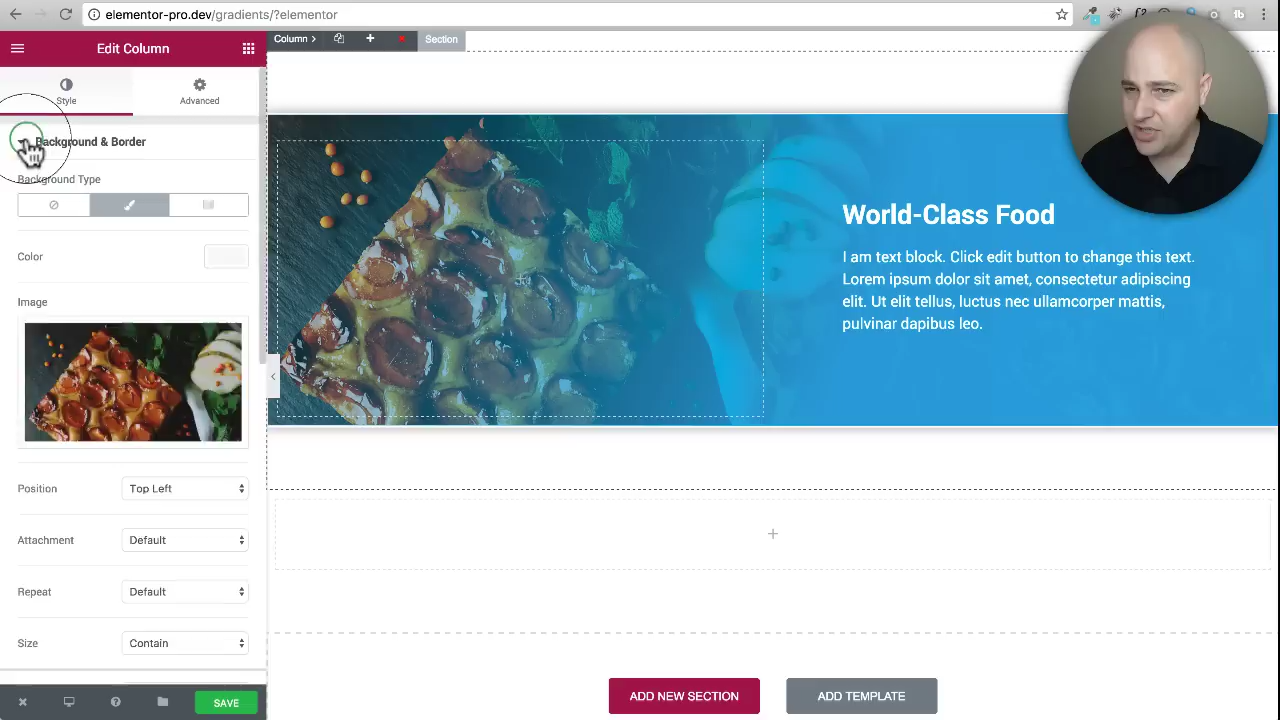 elementor-pro.dev/gradients/?elementor
Edit Column
Column >
Section
Style
Advanced
Background & Border
Background Type
Color
Image
Position
Top Left
Attachment
Default
Repeat
Default
Size
Contain
SAVE
World-Class Food
I am text block. Click edit button to change this text.
Lorem ipsum dolor sit amet, consectetur adipiscing
elit. Ut elit tellus, luctus nec ullamcorper mattis,
pulvinar dapibus leo.
ADD NEW SECTION
ADD TEMPLATE